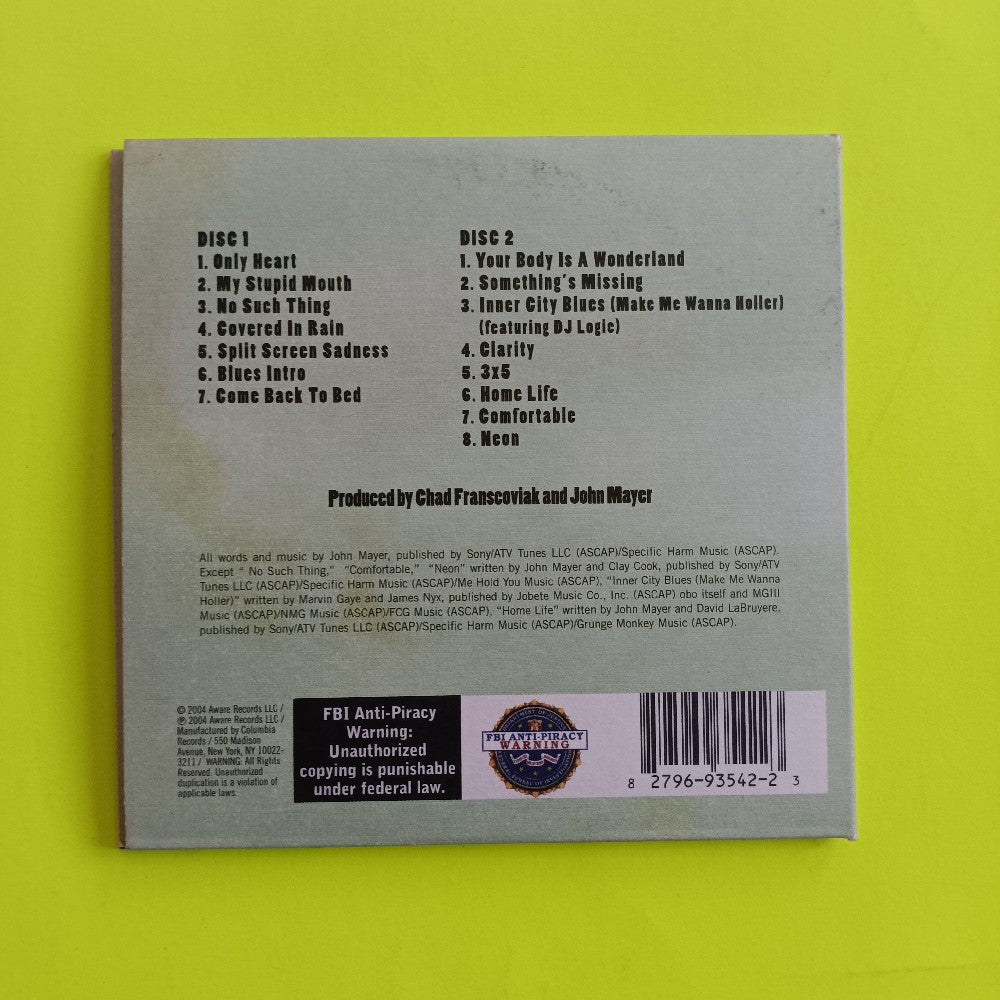 DISC 1
1. Only Heart
2. My Stupid Mouth
3. No Such Thing
4. Covered In Rain
5. Split Screen Sadness
6. Blues Intro
7. Come Back To Bed
DISC 2
1. Your Body Is A Wonderland
2. Something's Missing
3. Inner City Blues (Make Me Wanna Holler)
(featuring DJ Logic)
4. Clarity
5. 3x5
6. Home Life
7. Comfortable
8. Neon
Produced by Chad Franscoviak and John Mayer
All words and music by John Mayer, published by Sony/ATV Tunes LLC (ASCAP)/Specific Harm Music (ASCAP).
Except " No Such Thing," "Comfortable," "Neon" written by John Mayer and Clay Cook, published by Sony/ATV
Tunes LLC (ASCAP)/Specific Harm Music (ASCAP)/Me Hold You Music (ASCAP), "Inner City Blues (Make Me Wanna
Holler)" written by Marvin Gaye and James Nyx, published by Jobete Music Co., Inc. (ASCAP) obo itself and MGIII
Music (ASCAP)/NMG Music (ASCAP)/FCG Music (ASCAP), "Home Life" written by John Mayer and David LaBruyere,
published by Sony/ATV Tunes LLC (ASCAP)/Specific Harm Music (ASCAP)/Grunge Monkey Music (ASCAP).
© 2004 Aware Records LLC /
℗ 2004 Aware Records LLC /
Manufactured by Columbia
Records / 550 Madison
Avenue, New York, NY 10022-
3211 / WARNING: All Rights
Reserved. Unauthorized
duplication is a violation of
applicable laws.
FBI Anti-Piracy
Warning:
Unauthorized
copying is punishable
under federal law.
FBI ANTI-PIRACY
WARNING
8 27969-3542-2 3